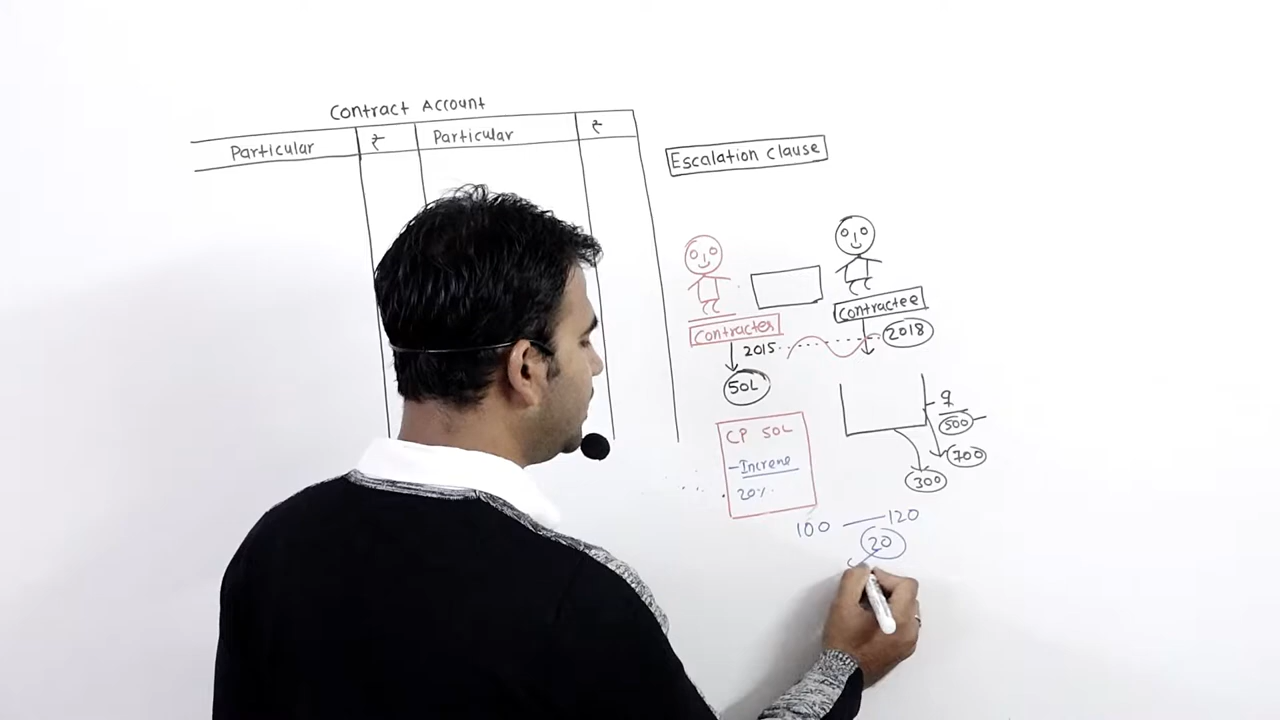 Contract Account
Particular ₹ Particular ₹
Escalation clause
Contracter
Contractee
2015
2018
50L
500
700
300
CP 50L
-Increne
20%
100 — 120
20